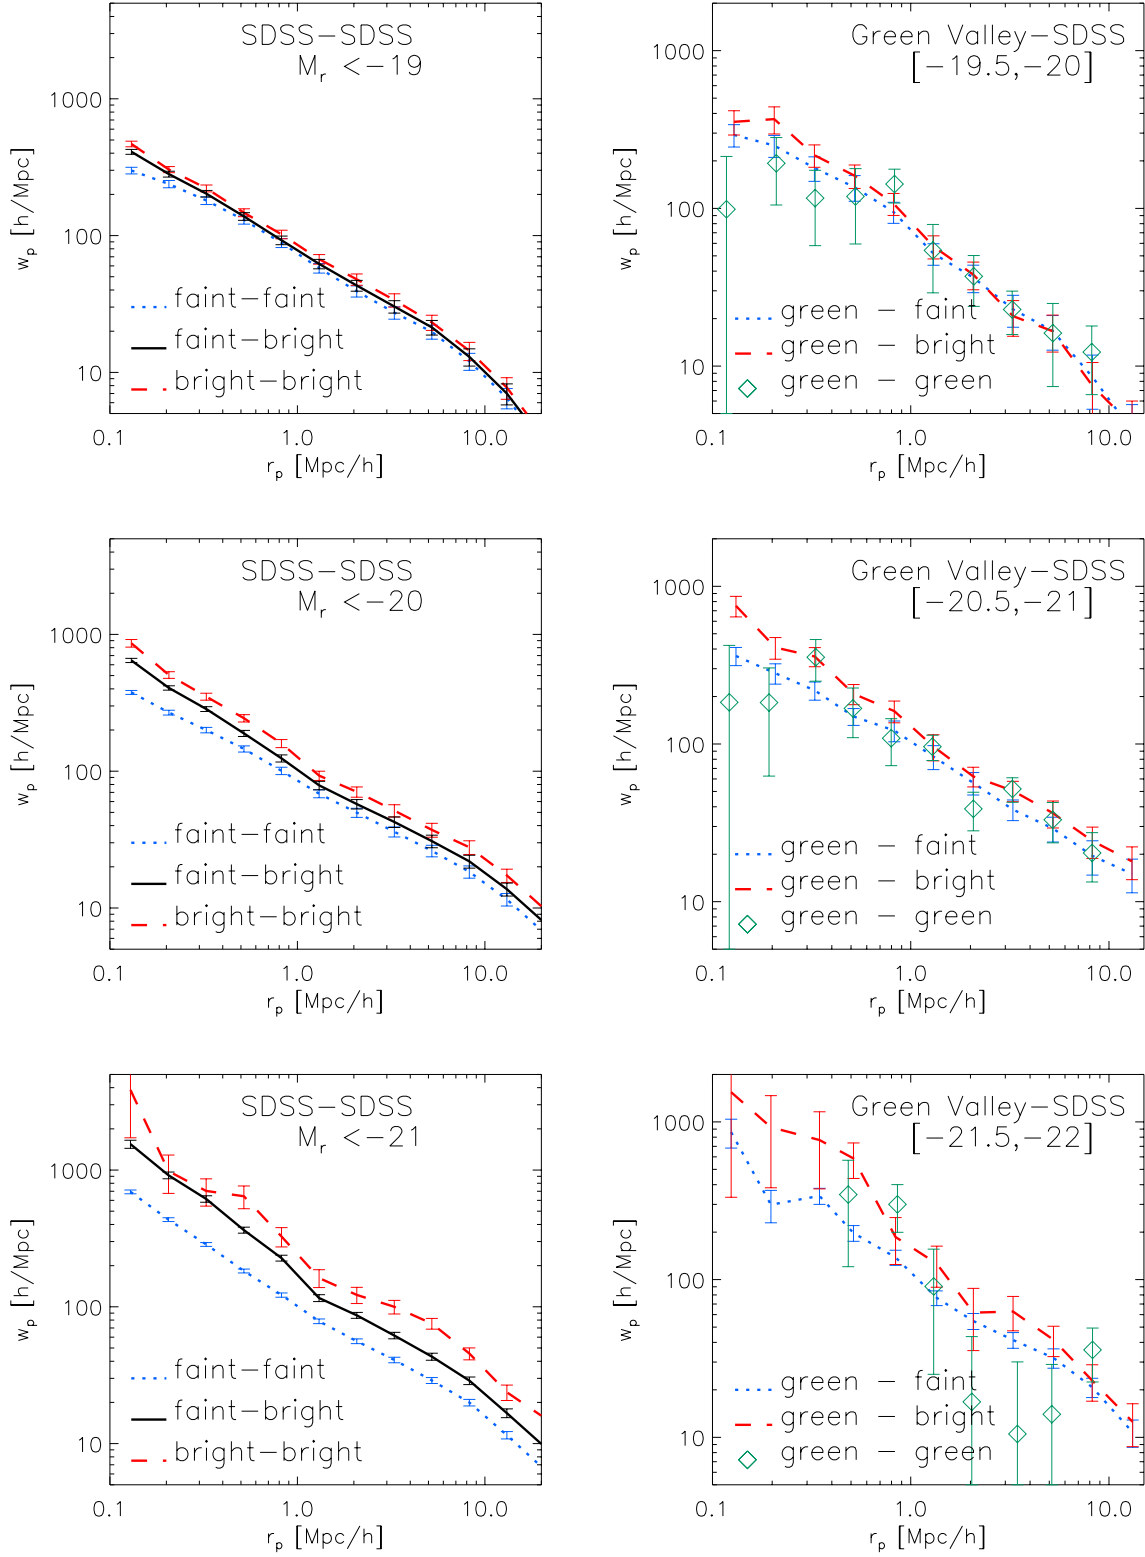 SDSS−SDSS
M_r <−19
1000
100
10
w_p [h/Mpc]
faint−faint
faint−bright
bright−bright
0.1 1.0 10.0
r_p [Mpc/h]
Green Valley−SDSS
[−19.5,−20]
1000
100
10
w_p [h/Mpc]
green − faint
green − bright
green − green
0.1 1.0 10.0
r_p [Mpc/h]
SDSS−SDSS
M_r <−20
1000
100
10
w_p [h/Mpc]
faint−faint
faint−bright
bright−bright
0.1 1.0 10.0
r_p [Mpc/h]
Green Valley−SDSS
[−20.5,−21]
1000
100
10
w_p [h/Mpc]
green − faint
green − bright
green − green
0.1 1.0 10.0
r_p [Mpc/h]
SDSS−SDSS
M_r <−21
1000
100
10
w_p [h/Mpc]
faint−faint
faint−bright
bright−bright
0.1 1.0 10.0
r_p [Mpc/h]
Green Valley−SDSS
[−21.5,−22]
1000
100
10
w_p [h/Mpc]
green − faint
green − bright
green − green
0.1 1.0 10.0
r_p [Mpc/h]